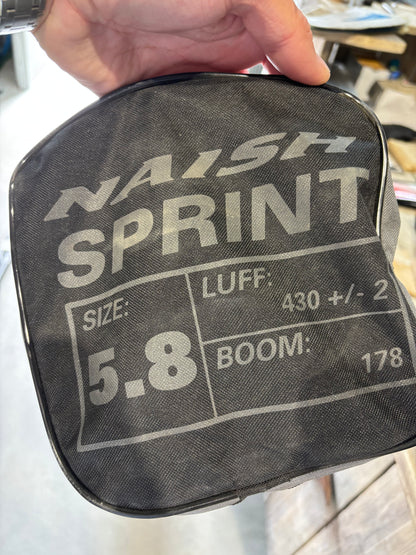 NAISH
SPRINT
SIZE:
5.8
LUFF:
430 +/- 2
BOOM:
178